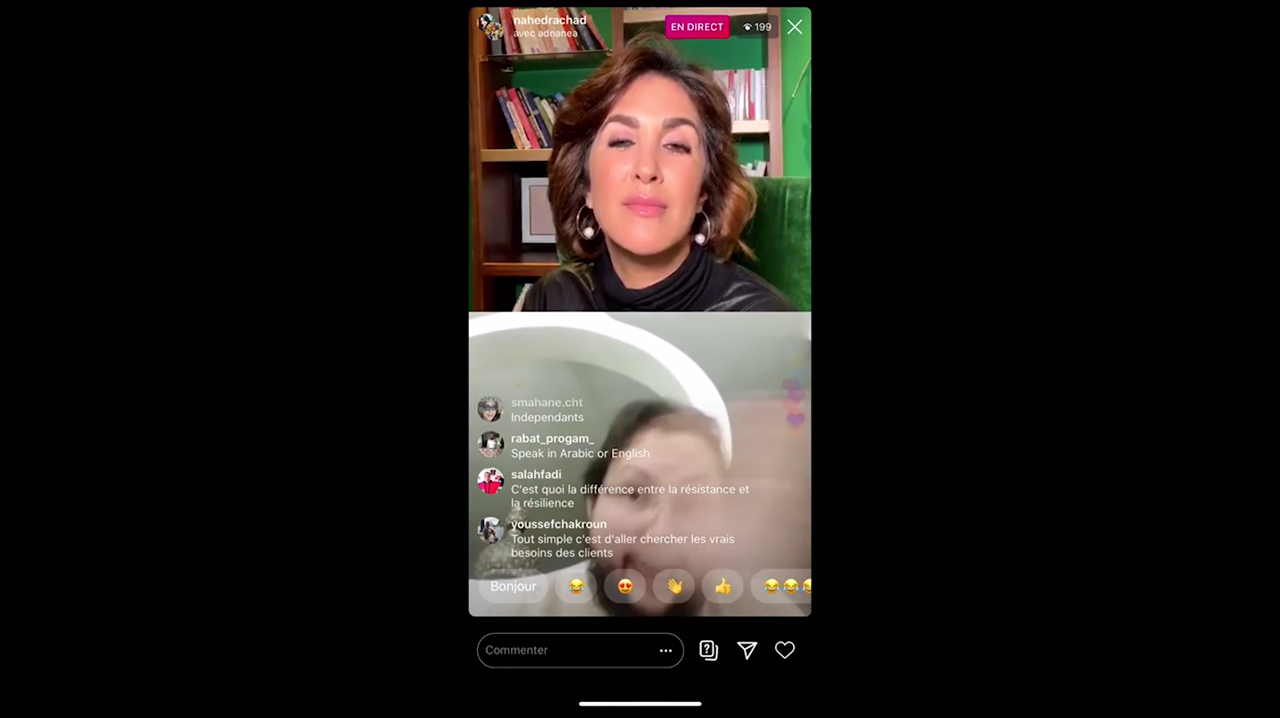 nahedrachad
avec adnanea
EN DIRECT
199
smahane.cht
Independants
rabat_progam_
Speak in Arabic or English
salahfadi
C'est quoi la différence entre la résistance et
la résilience
youssefchakroun
Tout simple c'est d'aller chercher les vrais
besoins des clients
Bonjour
Commenter